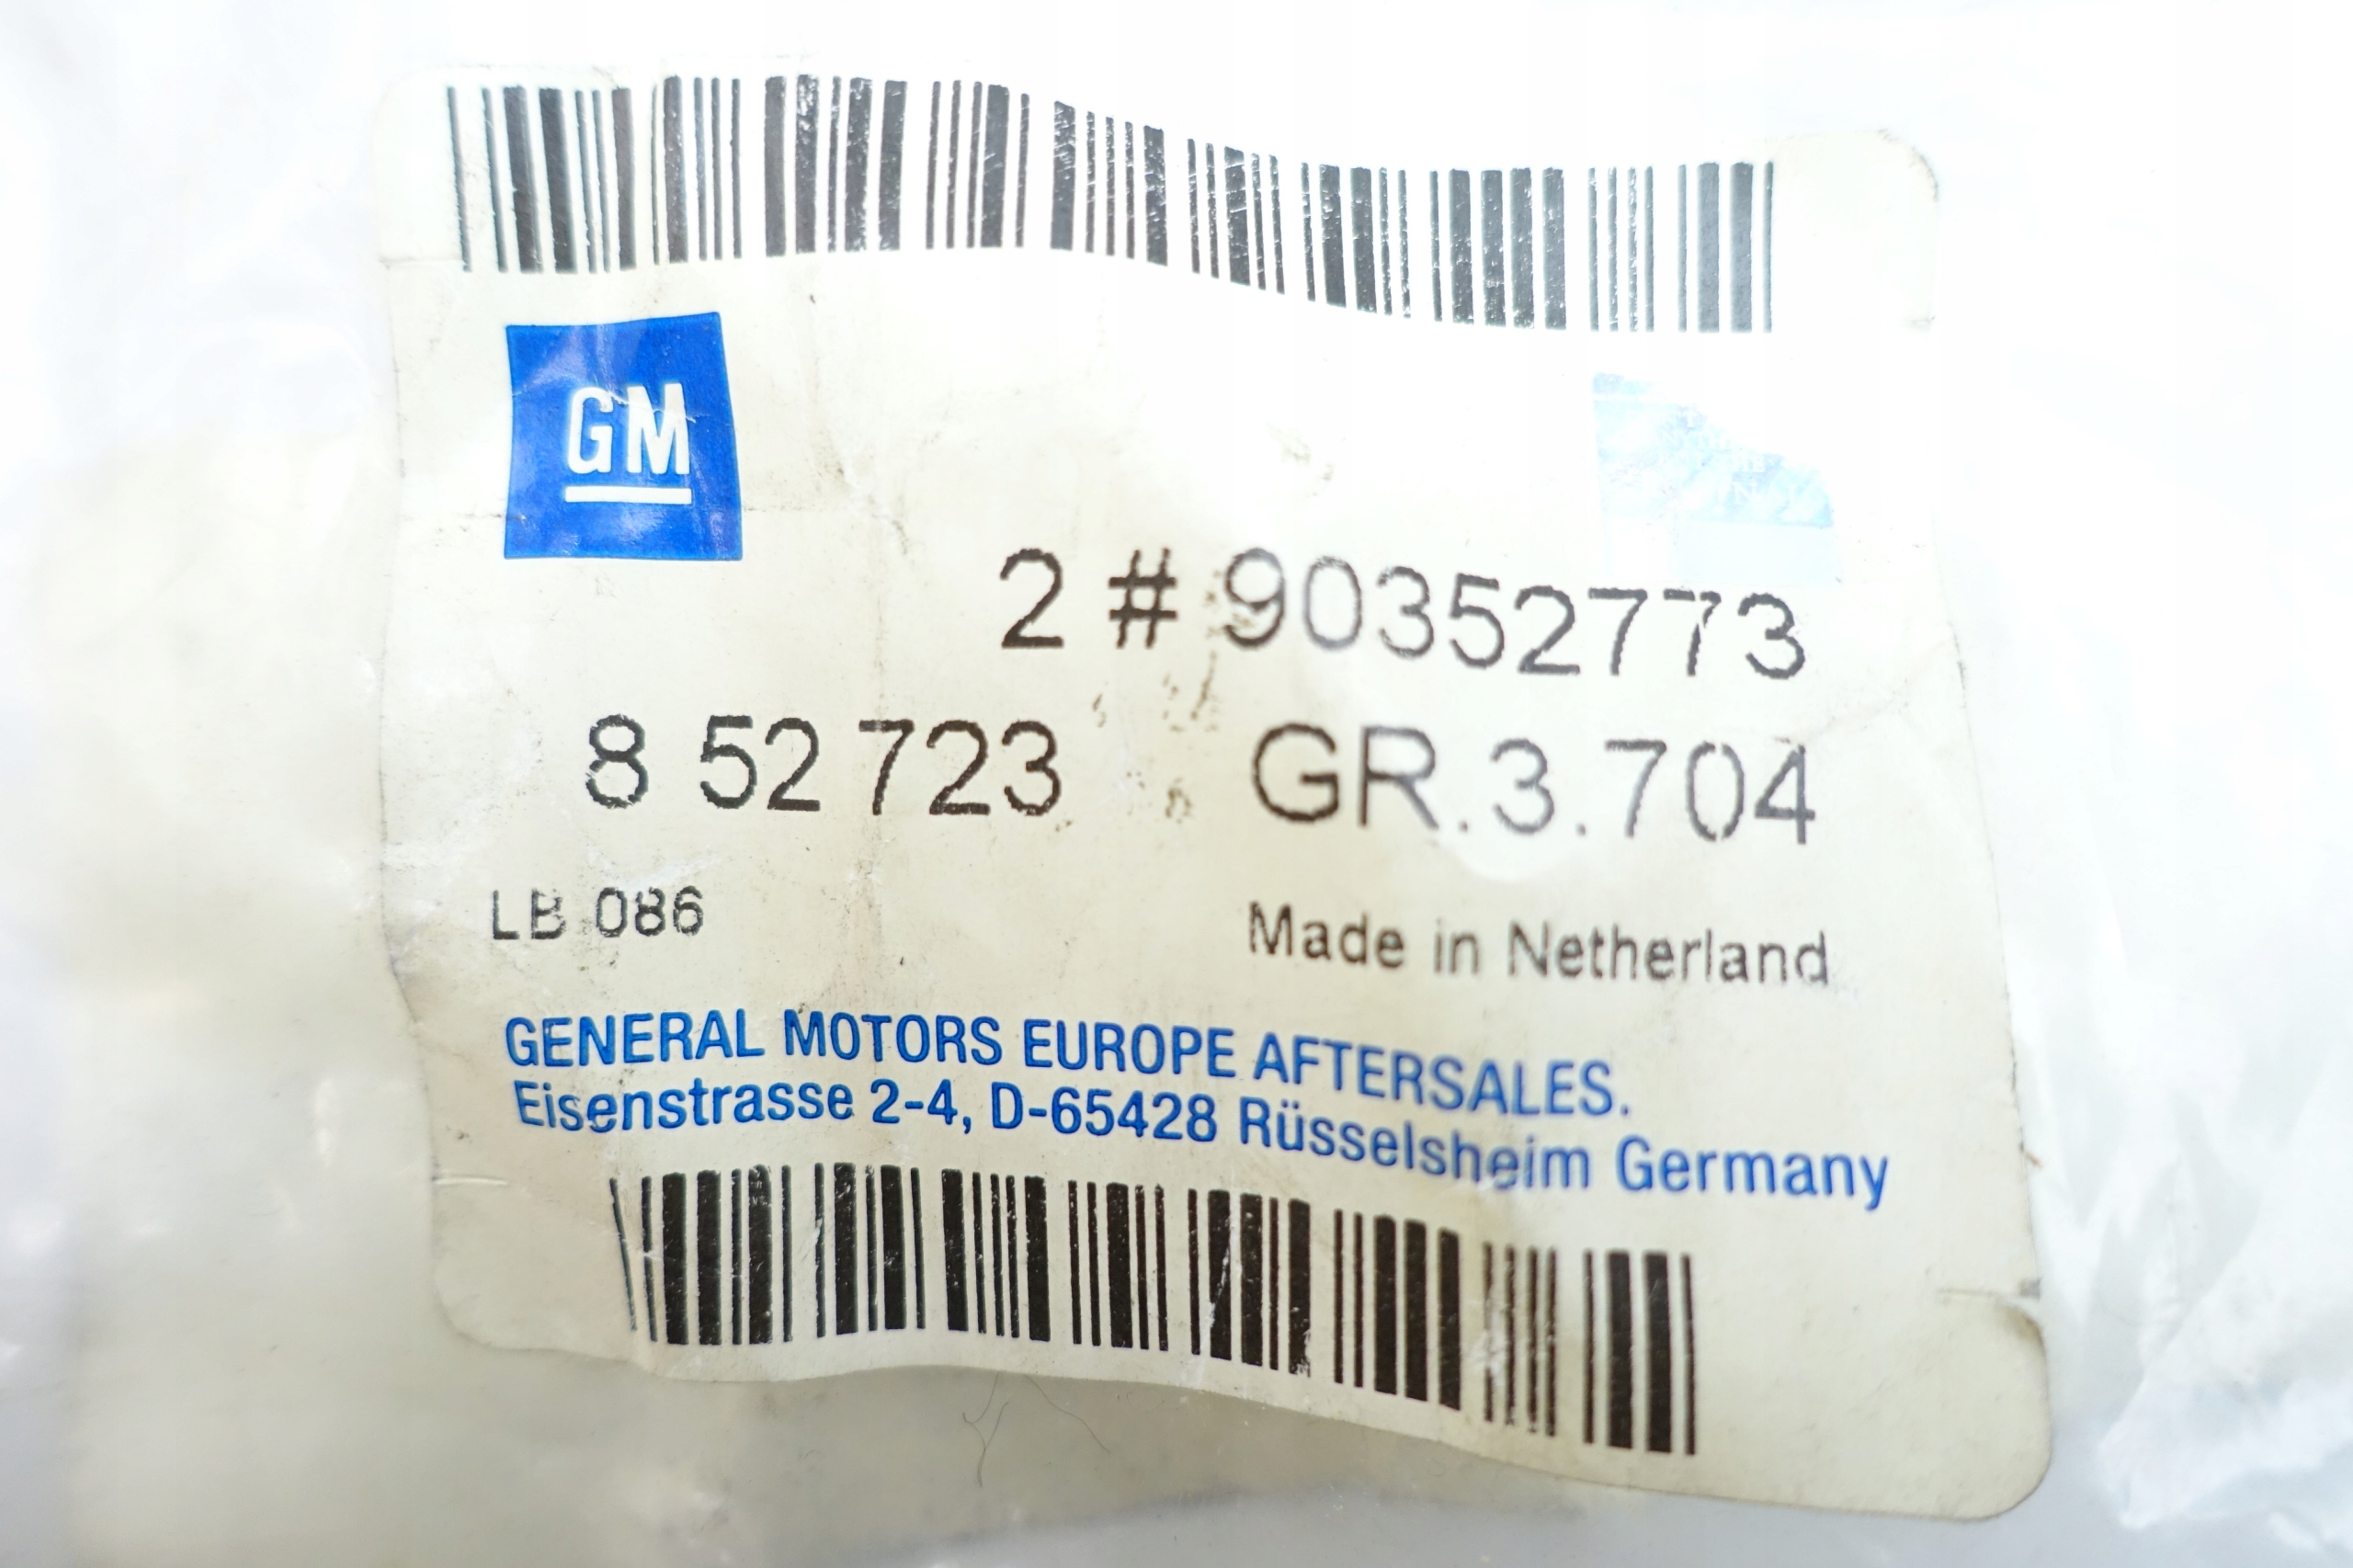 GM
2 # 90352773
8 52 723 GR.3.704
LB 086 Made in Netherland
GENERAL MOTORS EUROPE AFTERSALES.
Eisenstrasse 2-4, D-65428 Rüsselsheim Germany